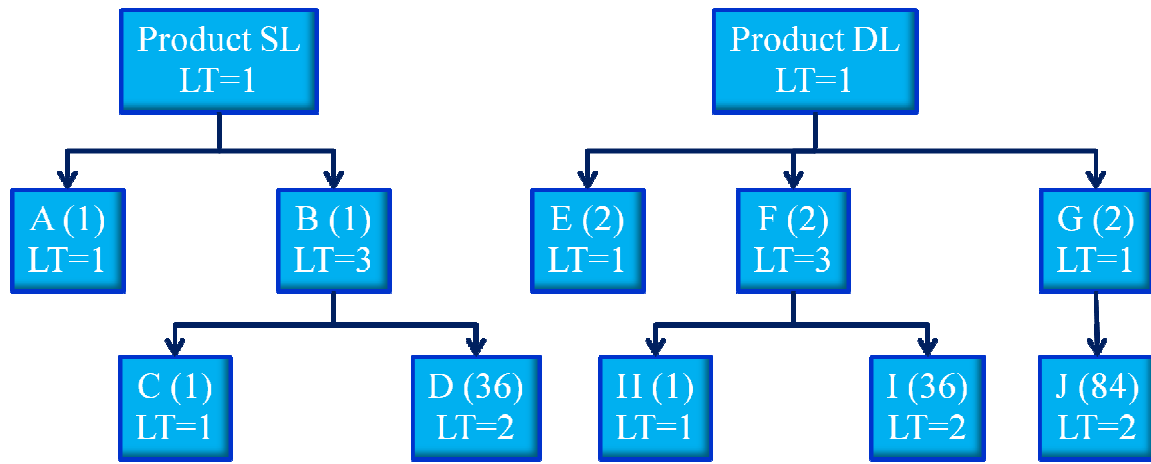 Product SL
LT=1
Product DL
LT=1
A (1)
LT=1
B (1)
LT=3
E (2)
LT=1
F (2)
LT=3
G (2)
LT=1
C (1)
LT=1
D (36)
LT=2
H (1)
LT=1
I (36)
LT=2
J (84)
LT=2